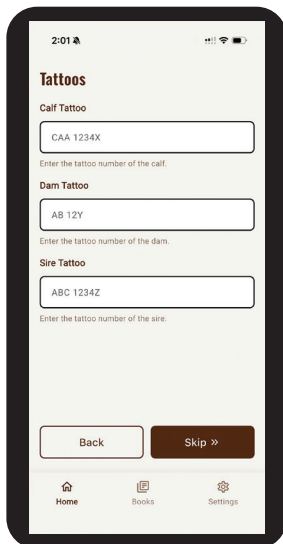 2:01
Tattoos
Calf Tattoo
CAA 1234X
Enter the tattoo number of the calf.
Dam Tattoo
AB 12Y
Enter the tattoo number of the dam.
Sire Tattoo
ABC 1234Z
Enter the tattoo number of the sire.
Back
Skip »
Home
Books
Settings